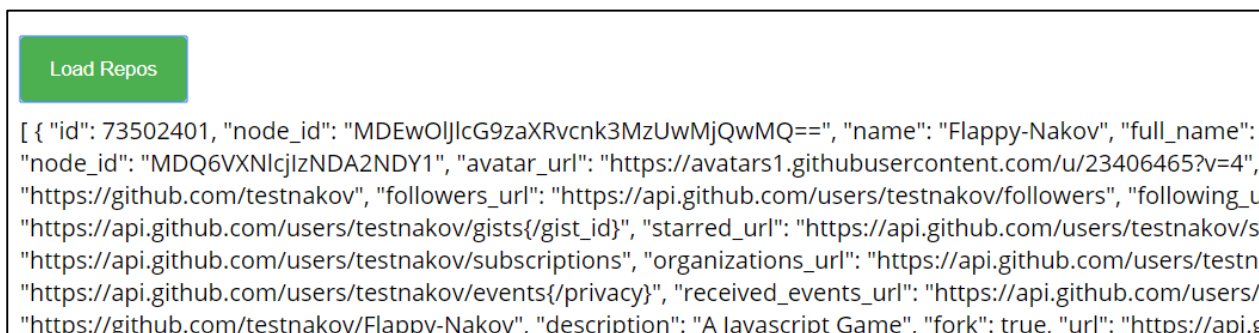 Load Repos
[ { "id": 73502401, "node_id": "MDEwOlJlcG9zaXRvcnk3MzUwMjQwMQ==", "name": "Flappy-Nakov", "full_name":
"node_id": "MDQ6VXNlcjIzNDA2NDY1", "avatar_url": "https://avatars1.githubusercontent.com/u/23406465?v=4",
"https://github.com/testnakov", "followers_url": "https://api.github.com/users/testnakov/followers", "following_u
"https://api.github.com/users/testnakov/gists{/gist_id}", "starred_url": "https://api.github.com/users/testnakov/s
"https://api.github.com/users/testnakov/subscriptions", "organizations_url": "https://api.github.com/users/testn
"https://api.github.com/users/testnakov/events{/privacy}", "received_events_url": "https://api.github.com/users/
"https://github.com/testnakov/Flappy-Nakov", "description": "A Javascript Game", "fork": true, "url": "https://api.g